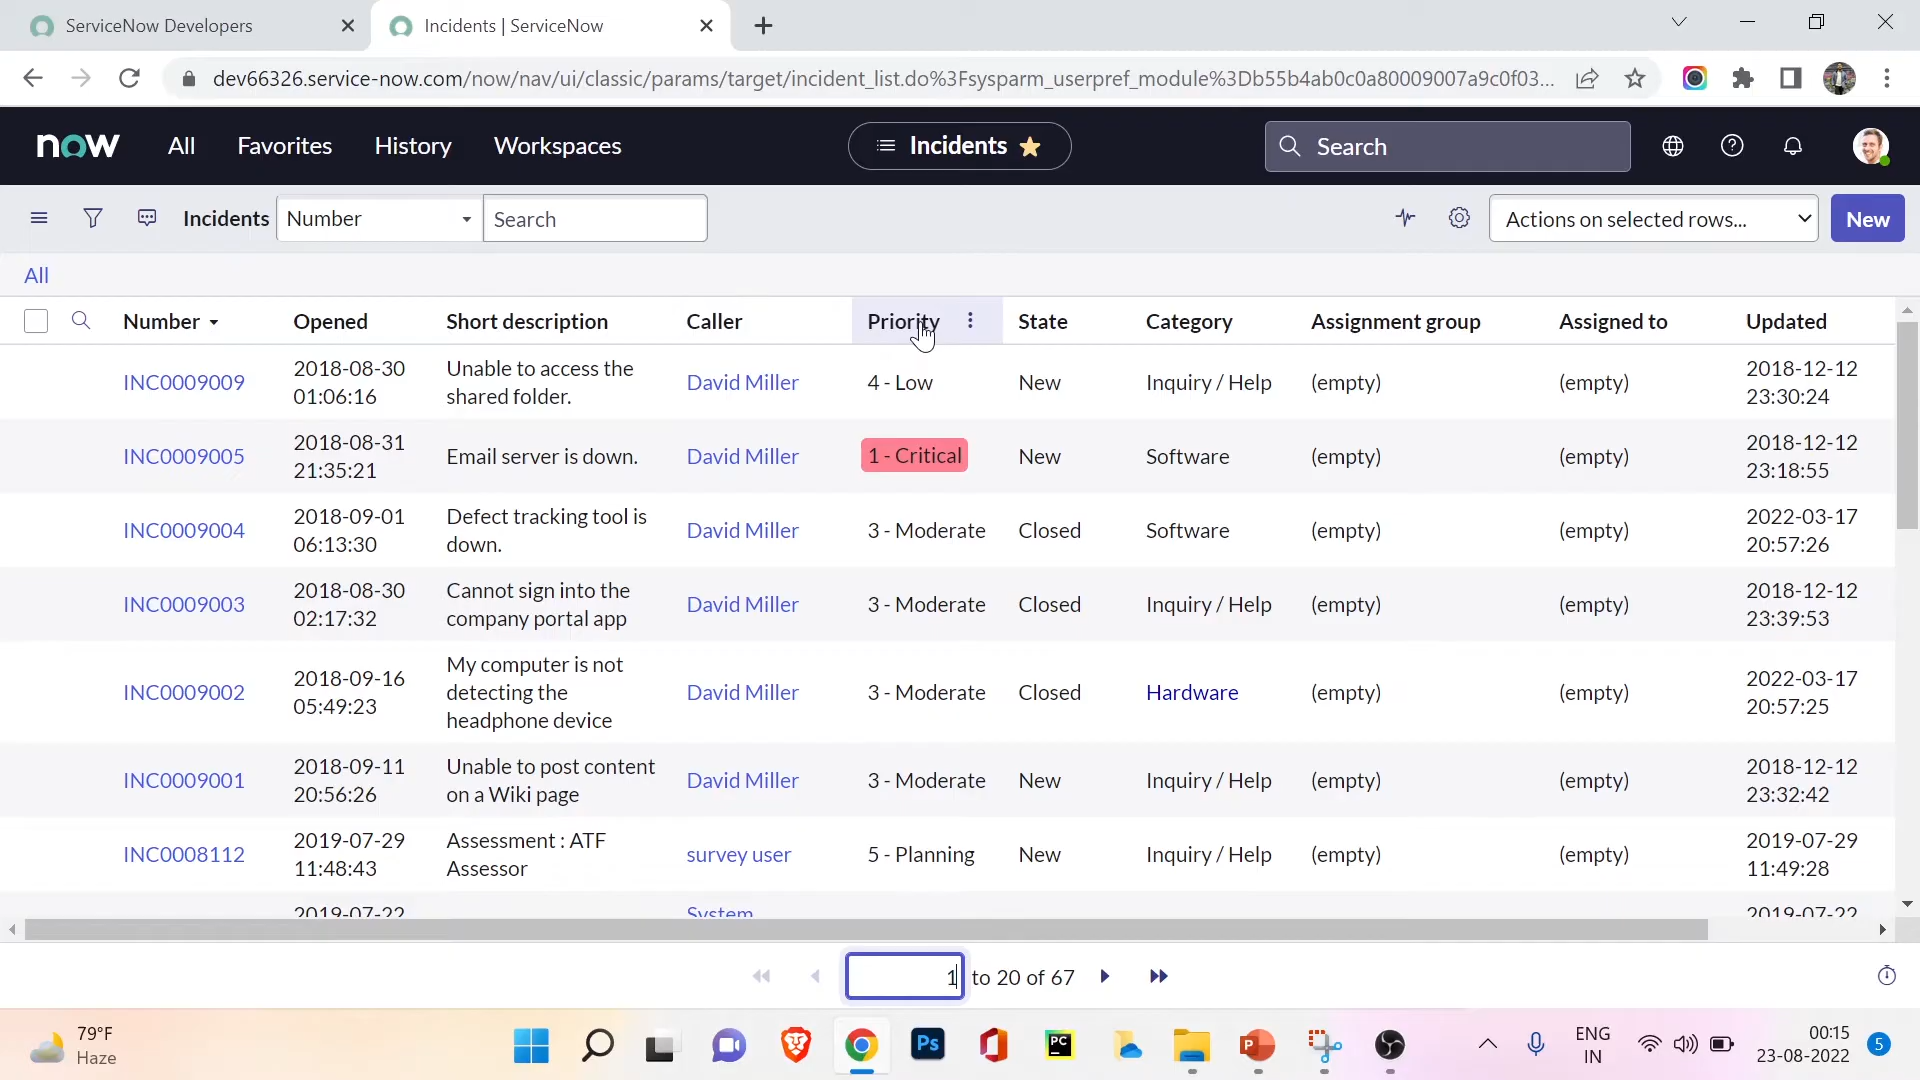 ServiceNow Developers
Incidents | ServiceNow
dev66326.service-now.com/now/nav/ui/classic/params/target/incident_list.do%3Fsysparm_userpref_module%3Db55b4ab0c0a80009007a9c0f03...
now All Favorites History Workspaces Incidents Search
Incidents Number Search Actions on selected rows... New
All
Number Opened Short description Caller Priority State Category Assignment group Assigned to Updated
INC0009009 2018-08-30 01:06:16 Unable to access the shared folder. David Miller 4 - Low New Inquiry / Help (empty) (empty) 2018-12-12 23:30:24
INC0009005 2018-08-31 21:35:21 Email server is down. David Miller 1 - Critical New Software (empty) (empty) 2018-12-12 23:18:55
INC0009004 2018-09-01 06:13:30 Defect tracking tool is down. David Miller 3 - Moderate Closed Software (empty) (empty) 2022-03-17 20:57:26
INC0009003 2018-08-30 02:17:32 Cannot sign into the company portal app David Miller 3 - Moderate Closed Inquiry / Help (empty) (empty) 2018-12-12 23:39:53
INC0009002 2018-09-16 05:49:23 My computer is not detecting the headphone device David Miller 3 - Moderate Closed Hardware (empty) (empty) 2022-03-17 20:57:25
INC0009001 2018-09-11 20:56:26 Unable to post content on a Wiki page David Miller 3 - Moderate New Inquiry / Help (empty) (empty) 2018-12-12 23:32:42
INC0008112 2019-07-29 11:48:43 Assessment : ATF Assessor survey user 5 - Planning New Inquiry / Help (empty) (empty) 2019-07-29 11:49:28
2019-07-22 System 2019-07-22
1 to 20 of 67
79°F
Haze
Ps
PC
P
ENG
IN
00:15
23-08-2022
5